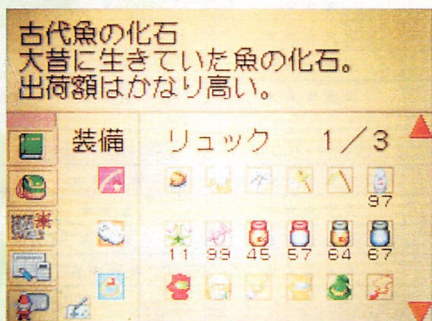 古代魚の化石
大昔に生きていた魚の化石。
出荷額はかなり高い。
装備 リュック 1/3
97
11 99 45 57 64 67